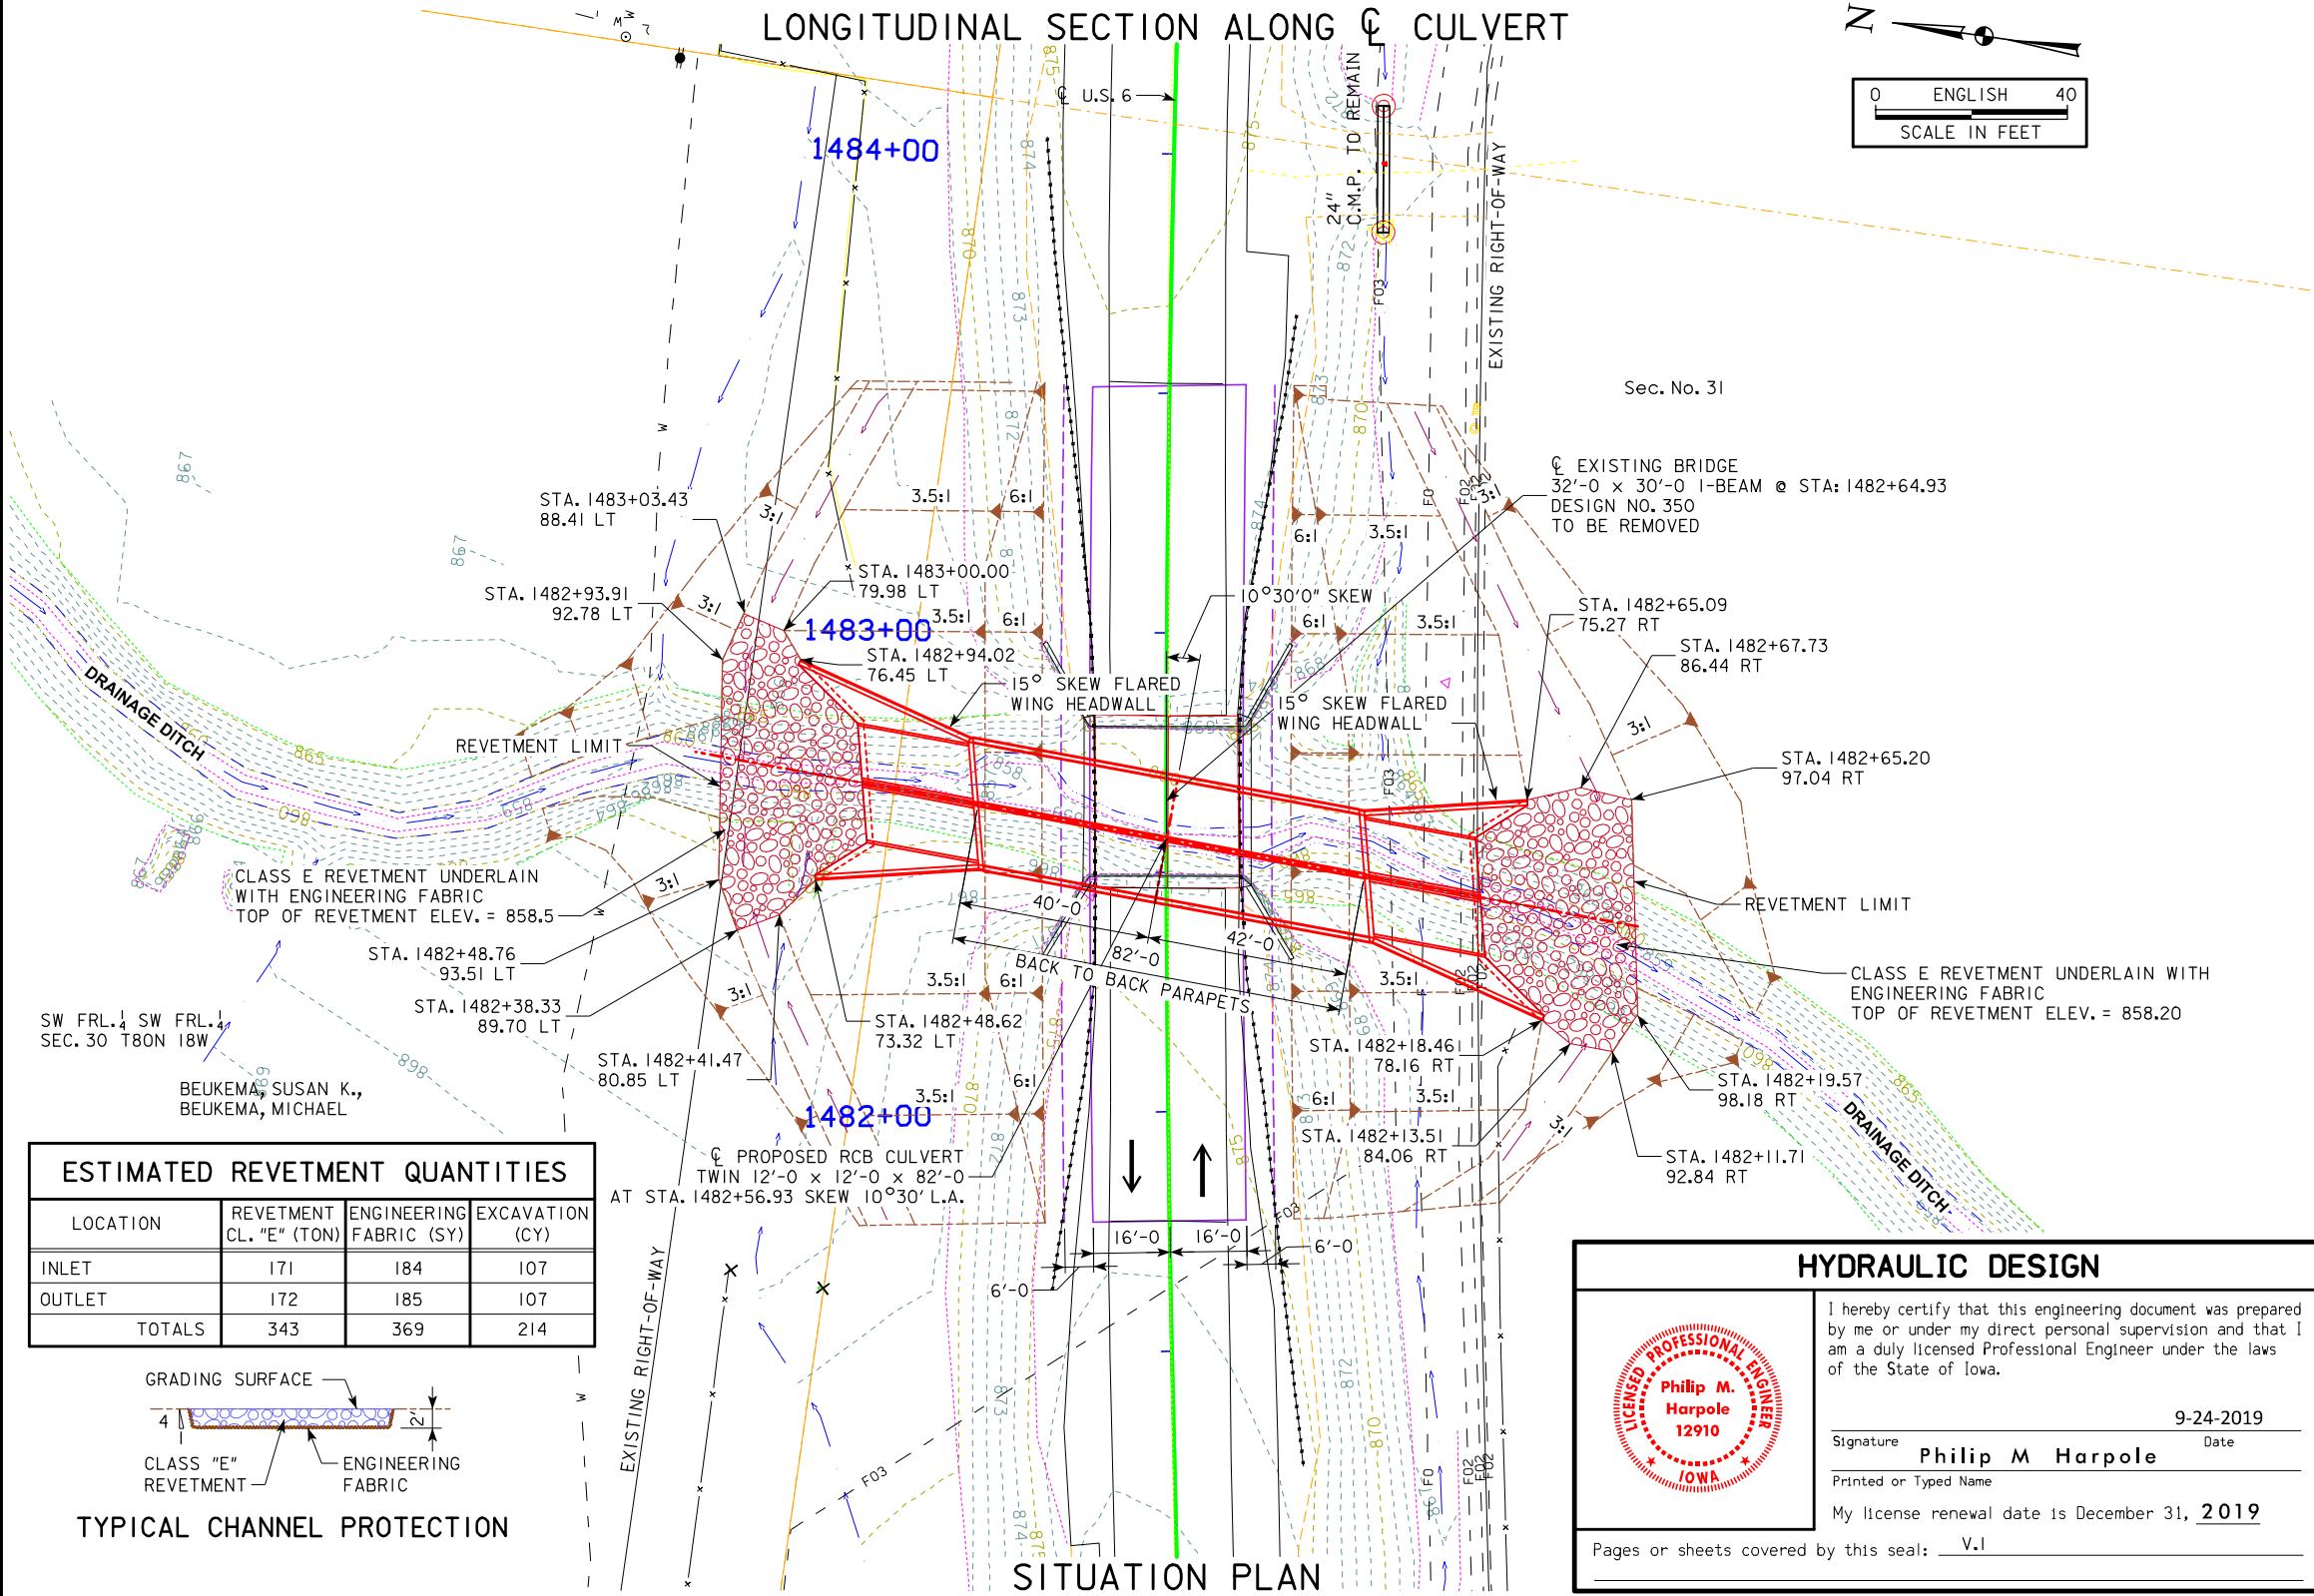 LONGITUDINAL SECTION ALONG ℄ CULVERT
N
0 ENGLISH 40
SCALE IN FEET
℄ U.S. 6
24" C.M.P. TO REMAIN
EXISTING RIGHT-OF-WAY
1484+00
Sec. No. 31
℄ EXISTING BRIDGE
32'-0 x 30'-0 I-BEAM @ STA: 1482+64.93
DESIGN NO. 350
TO BE REMOVED
STA. 1483+03.43
88.41 LT
STA. 1482+93.91
92.78 LT
STA. 1483+00.00
79.98 LT
1483+00
STA. 1482+94.02
76.45 LT
10°30'0" SKEW
15° SKEW FLARED
WING HEADWALL
15° SKEW FLARED
WING HEADWALL
STA. 1482+65.09
75.27 RT
STA. 1482+67.73
86.44 RT
STA. 1482+65.20
97.04 RT
DRAINAGE DITCH
REVETMENT LIMIT
CLASS E REVETMENT UNDERLAIN
WITH ENGINEERING FABRIC
TOP OF REVETMENT ELEV. = 858.5
STA. 1482+48.76
93.51 LT
STA. 1482+38.33
89.70 LT
STA. 1482+41.47
80.85 LT
STA. 1482+48.62
73.32 LT
40'-0
42'-0
82'-0
BACK TO BACK PARAPETS
REVETMENT LIMIT
CLASS E REVETMENT UNDERLAIN WITH
ENGINEERING FABRIC
TOP OF REVETMENT ELEV. = 858.20
STA. 1482+18.46
78.16 RT
STA. 1482+19.57
98.18 RT
STA. 1482+13.51
84.06 RT
STA. 1482+11.71
92.84 RT
DRAINAGE DITCH
SW FRL. ¼ SW FRL. ¼
SEC. 30 T80N 18W
BEUKEMA, SUSAN K.,
BEUKEMA, MICHAEL
1482+00
℄ PROPOSED RCB CULVERT
TWIN 12'-0 x 12'-0 x 82'-0
AT STA. 1482+56.93 SKEW 10°30' L.A.
16'-0 16'-0
6'-0
6'-0
3.5:1 6:1
3:1
EXISTING RIGHT-OF-WAY
FO3
FO2
FO
W
867
865
860
870
872
873
874
875
ESTIMATED REVETMENT QUANTITIES
LOCATION REVETMENT CL. "E" (TON) ENGINEERING FABRIC (SY) EXCAVATION (CY)
INLET 171 184 107
OUTLET 172 185 107
TOTALS 343 369 214
GRADING SURFACE
4
1
2'
CLASS "E"
REVETMENT
ENGINEERING
FABRIC
TYPICAL CHANNEL PROTECTION
SITUATION PLAN
HYDRAULIC DESIGN
LICENSED PROFESSIONAL ENGINEER
Philip M.
Harpole
12910
IOWA
I hereby certify that this engineering document was prepared
by me or under my direct personal supervision and that I
am a duly licensed Professional Engineer under the laws
of the State of Iowa.
9-24-2019
Signature Date
Philip M Harpole
Printed or Typed Name
My license renewal date is December 31, 2019
Pages or sheets covered by this seal: V.1